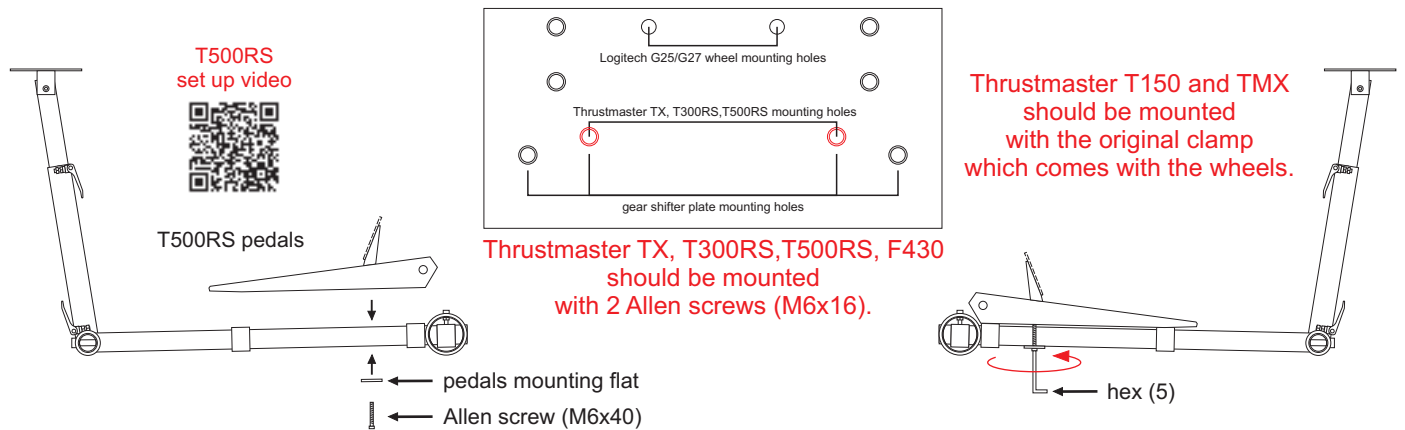 T500RS
set up video
T500RS pedals
pedals mounting flat
Allen screw (M6x40)
Logitech G25/G27 wheel mounting holes
Thrustmaster TX, T300RS,T500RS mounting holes
gear shifter plate mounting holes
Thrustmaster TX, T300RS,T500RS, F430
should be mounted
with 2 Allen screws (M6x16).
Thrustmaster T150 and TMX
should be mounted
with the original clamp
which comes with the wheels.
hex (5)